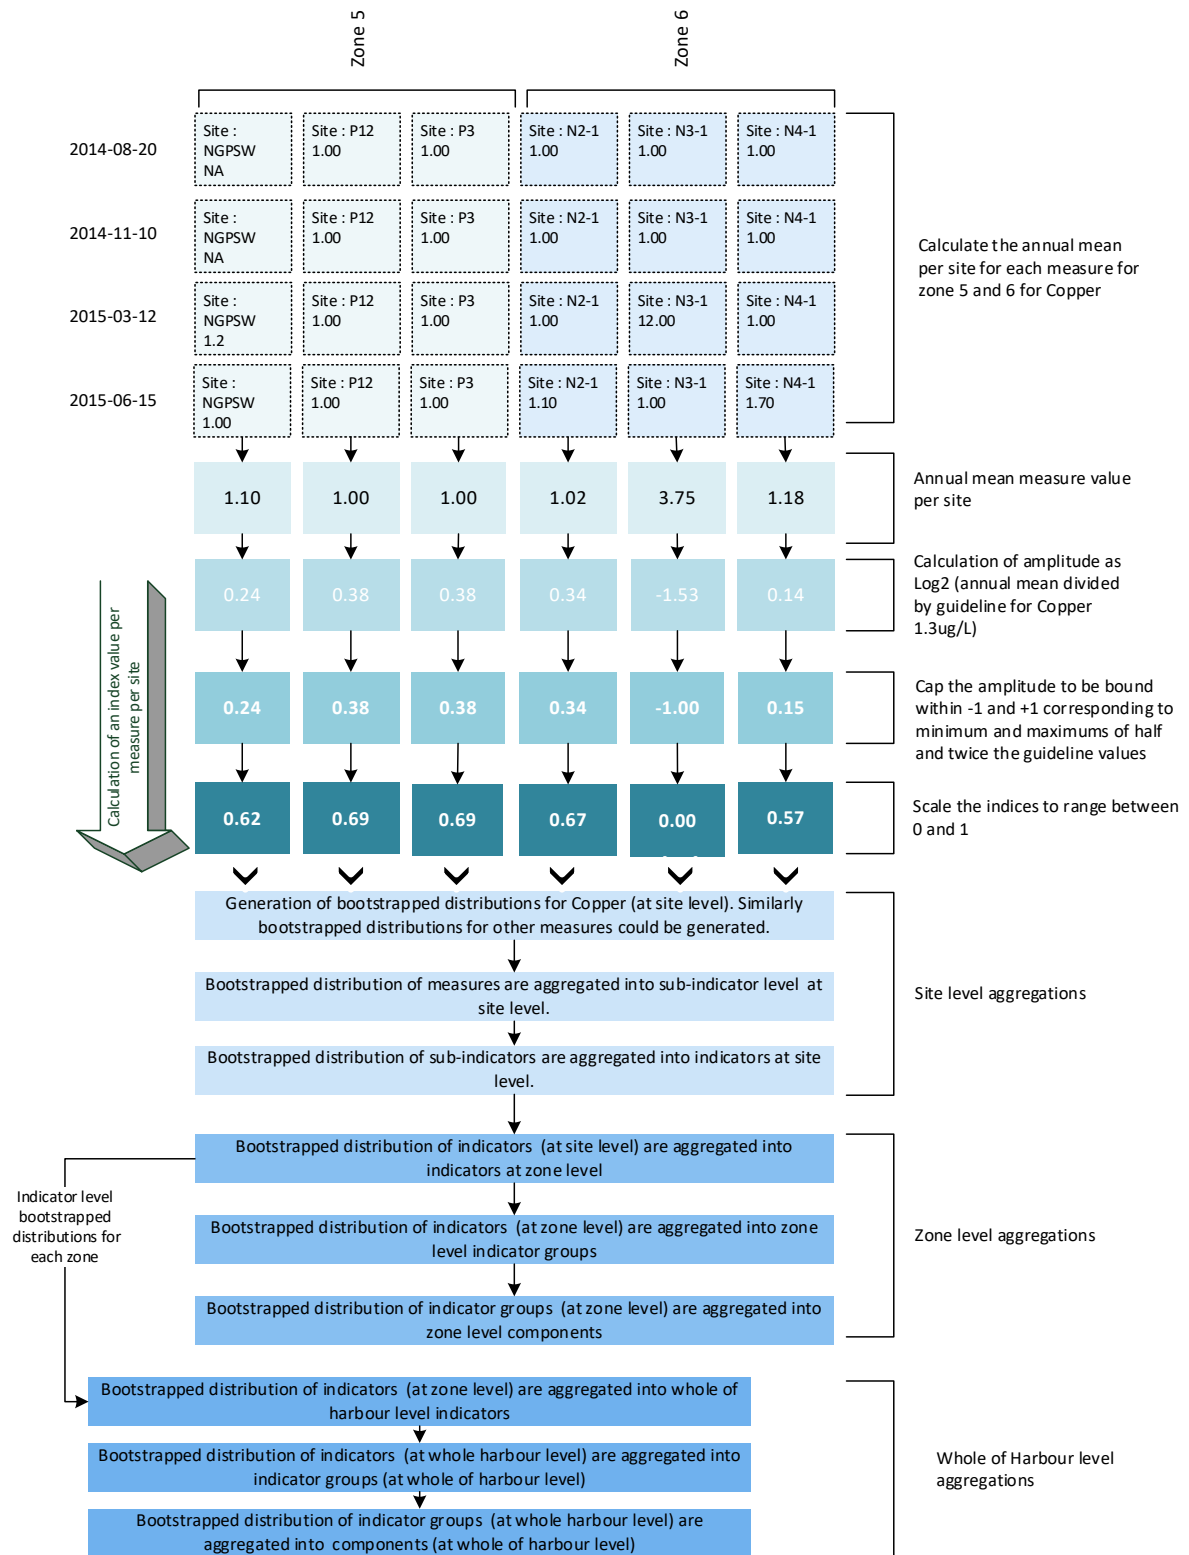 Zone 5
Zone 6
2014-08-20
Site :
NGPSW
NA
Site : P12
1.00
Site : P3
1.00
Site : N2-1
1.00
Site : N3-1
1.00
Site : N4-1
1.00
2014-11-10
Site :
NGPSW
NA
Site : P12
1.00
Site : P3
1.00
Site : N2-1
1.00
Site : N3-1
1.00
Site : N4-1
1.00
2015-03-12
Site :
NGPSW
1.2
Site : P12
1.00
Site : P3
1.00
Site : N2-1
1.00
Site : N3-1
12.00
Site : N4-1
1.00
2015-06-15
Site :
NGPSW
1.00
Site : P12
1.00
Site : P3
1.00
Site : N2-1
1.10
Site : N3-1
1.00
Site : N4-1
1.70
Calculate the annual mean
per site for each measure for
zone 5 and 6 for Copper
1.10
1.00
1.00
1.02
3.75
1.18
Annual mean measure value
per site
0.24
0.38
0.38
0.34
-1.53
0.14
Calculation of amplitude as
Log2 (annual mean divided
by guideline for Copper
1.3ug/L)
Calculation of an index value per
measure per site
0.24
0.38
0.38
0.34
-1.00
0.15
Cap the amplitude to be bound
within -1 and +1 corresponding to
minimum and maximums of half
and twice the guideline values
0.62
0.69
0.69
0.67
0.00
0.57
Scale the indices to range between
0 and 1
Generation of bootstrapped distributions for Copper (at site level). Similarly
bootstrapped distributions for other measures could be generated.
Bootstrapped distribution of measures are aggregated into sub-indicator level at
site level.
Bootstrapped distribution of sub-indicators are aggregated into indicators at site
level.
Site level aggregations
Bootstrapped distribution of indicators (at site level) are aggregated into
indicators at zone level
Bootstrapped distribution of indicators (at zone level) are aggregated into zone
level indicator groups
Bootstrapped distribution of indicator groups (at zone level) are aggregated into
zone level components
Zone level aggregations
Indicator level
bootstrapped
distributions for
each zone
Bootstrapped distribution of indicators (at zone level) are aggregated into whole of
harbour level indicators
Bootstrapped distribution of indicators (at whole harbour level) are aggregated into
indicator groups (at whole of harbour level)
Bootstrapped distribution of indicator groups (at whole harbour level) are
aggregated into components (at whole of harbour level)
Whole of Harbour level
aggregations